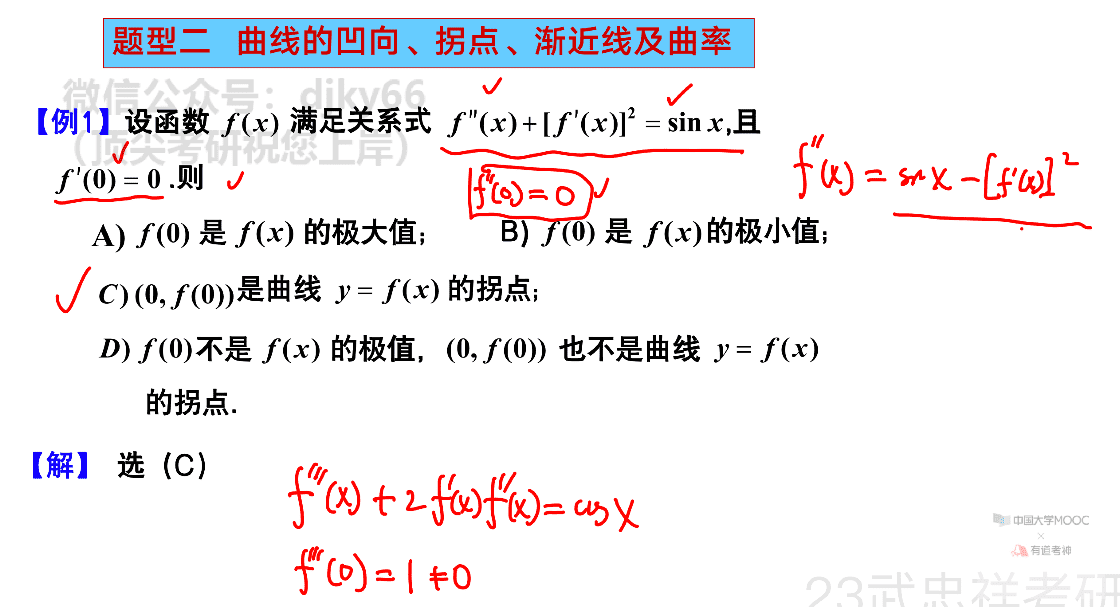 题型二 曲线的凹向、拐点、渐近线及曲率
微信公众号：djky66
（顶尖考研祝您上岸）
【例1】设函数 f(x) 满足关系式 f''(x)+[f'(x)]²=sin x,且
f''(x) = sin x − [f'(x)]²
f'(0)=0.则
f''(0) = 0
A) f(0) 是 f(x) 的极大值； B) f(0) 是 f(x)的极小值；
C) (0, f(0))是曲线 y = f(x) 的拐点；
D) f(0)不是 f(x) 的极值，(0, f(0)) 也不是曲线 y = f(x)
的拐点.
【解】 选（C）
f'''(x) + 2f'(x)f''(x) = cos x
f'''(0) = 1 ≠ 0
中国大学MOOC
×
有道考神
23武忠祥考研